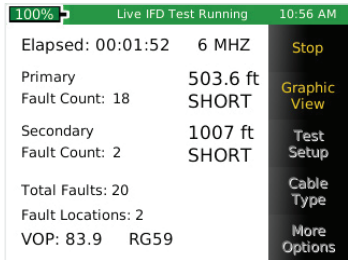 100% Live IFD Test Running 10:56 AM
Elapsed: 00:01:52 6 MHZ
Primary 503.6 ft
Fault Count: 18 SHORT
Secondary 1007 ft
Fault Count: 2 SHORT
Total Faults: 20
Fault Locations: 2
VOP: 83.9 RG59
Stop
Graphic
View
Test
Setup
Cable
Type
More
Options